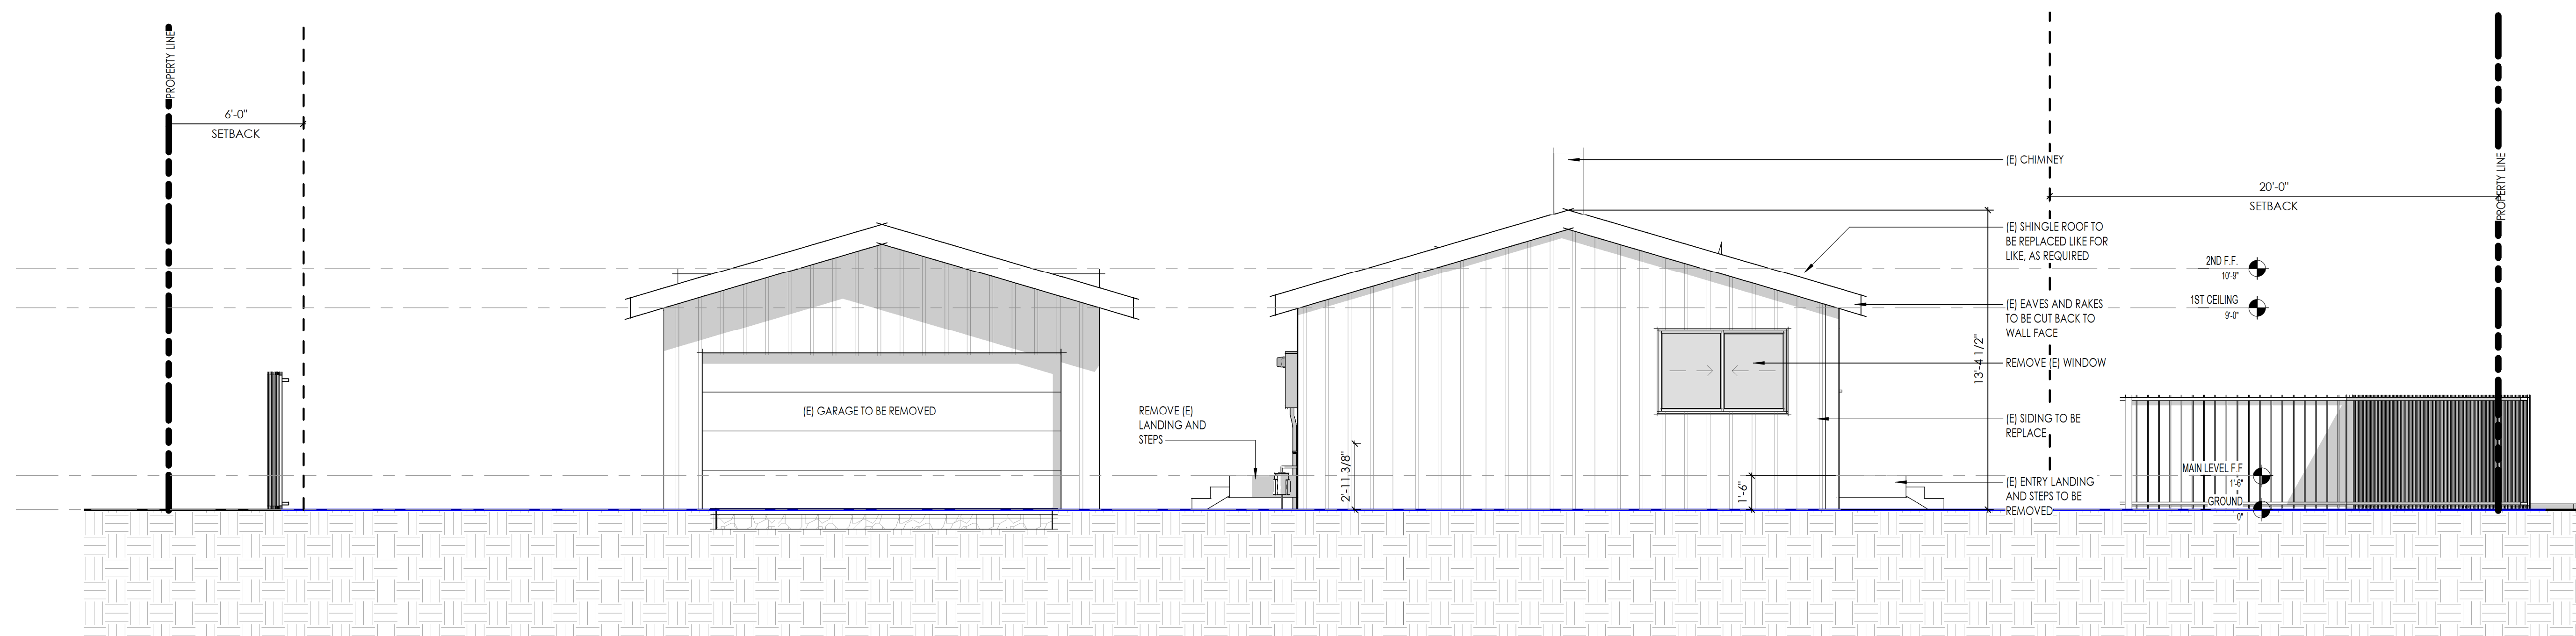 PROPERTY LINE
6'-0"
SETBACK
(E) GARAGE TO BE REMOVED
REMOVE (E)
LANDING AND
STEPS
2'-11 3/8"
1'-6"
13'-4 1/2"
(E) CHIMNEY
(E) SHINGLE ROOF TO
BE REPLACED LIKE FOR
LIKE, AS REQUIRED
(E) EAVES AND RAKES
TO BE CUT BACK TO
WALL FACE
REMOVE (E) WINDOW
(E) SIDING TO BE
REPLACE
(E) ENTRY LANDING
AND STEPS TO BE
REMOVED
20'-0"
SETBACK
PROPERTY LINE
2ND F.F.
10'-9"
1ST CEILING
9'-0"
MAIN LEVEL F.F
1'-6"
GROUND
0"